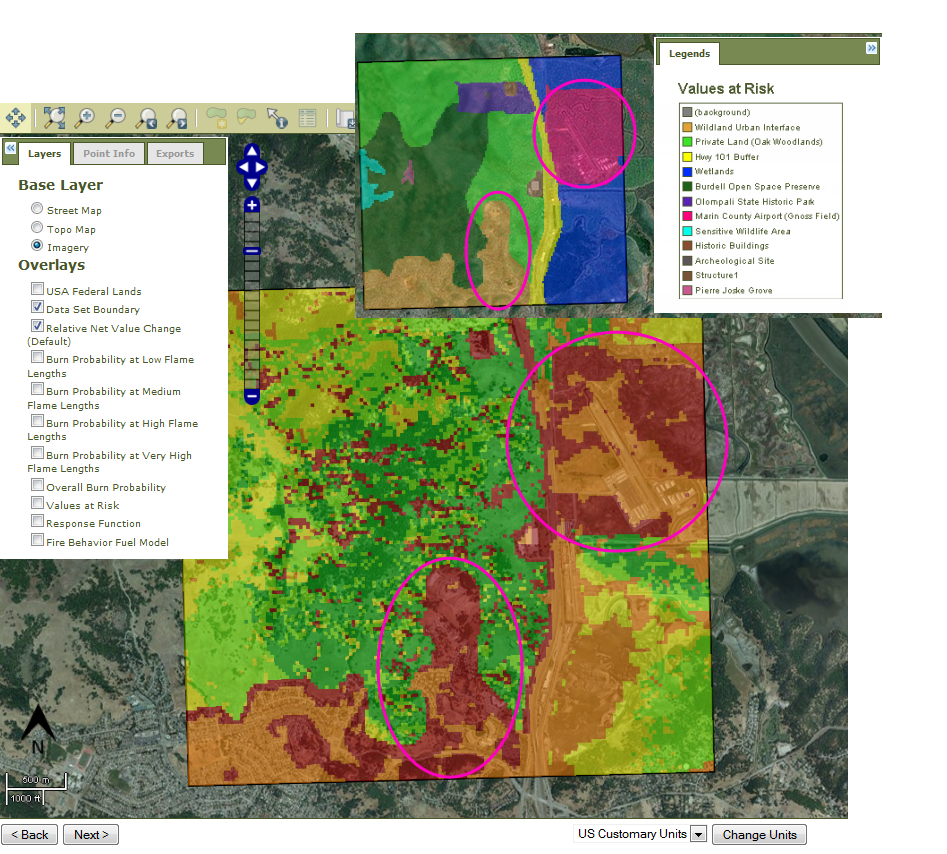 Legends
Values at Risk
(background)
Wildland Urban Interface
Private Land (Oak Woodlands)
Hwy 101 Buffer
Wetlands
Burdell Open Space Preserve
Olompali State Historic Park
Marin County Airport (Gnoss Field)
Sensitive Wildlife Area
Historic Buildings
Archeological Site
Structure1
Pierre Joske Grove
Layers
Point Info
Exports
Base Layer
Street Map
Topo Map
Imagery
Overlays
USA Federal Lands
Data Set Boundary
Relative Net Value Change
(Default)
Burn Probability at Low Flame
Lengths
Burn Probability at Medium
Flame Lengths
Burn Probability at High Flame
Lengths
Burn Probability at Very High
Flame Lengths
Overall Burn Probability
Values at Risk
Response Function
Fire Behavior Fuel Model
N
500 m
1000 ft
< Back
Next >
US Customary Units
Change Units